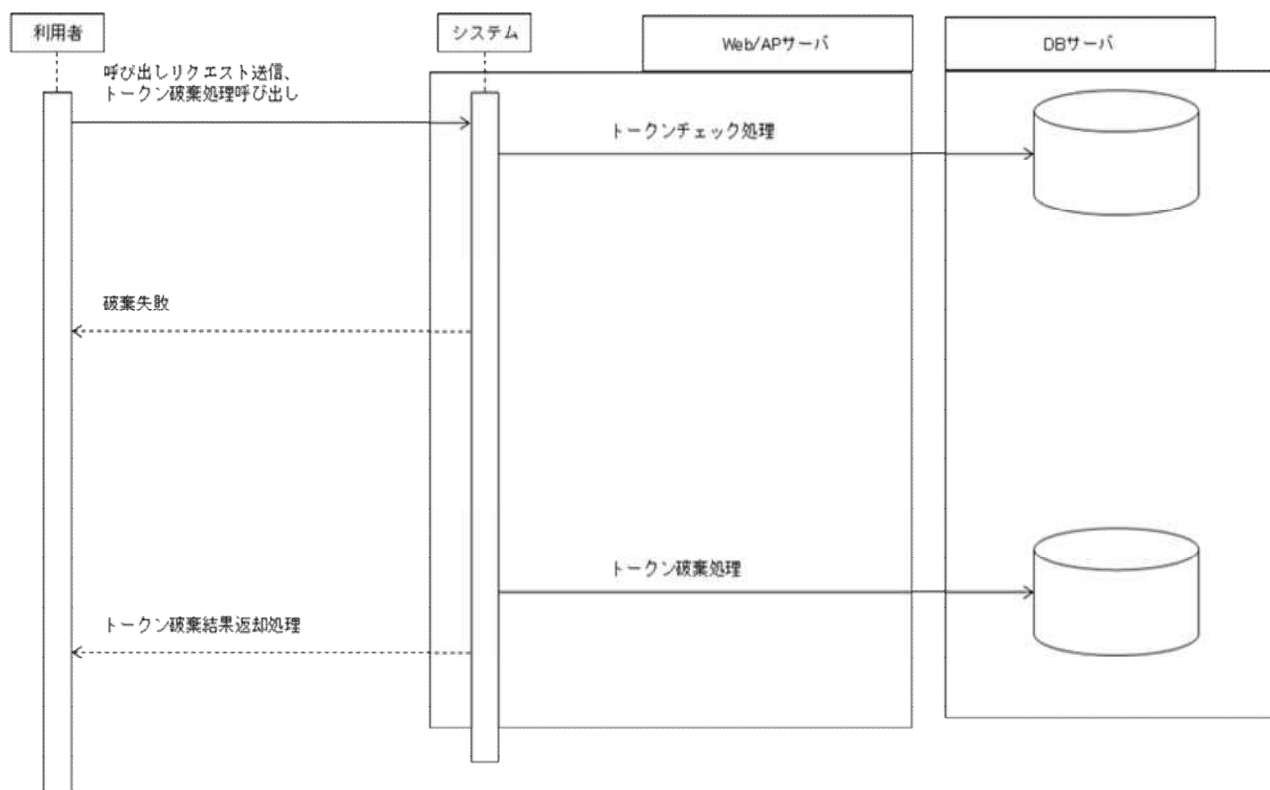 利用者
システム
Web/APサーバ
DBサーバ
呼び出しリクエスト送信、
トークン破棄処理呼び出し
トークンチェック処理
破棄失敗
トークン破棄処理
トークン破棄結果返却処理